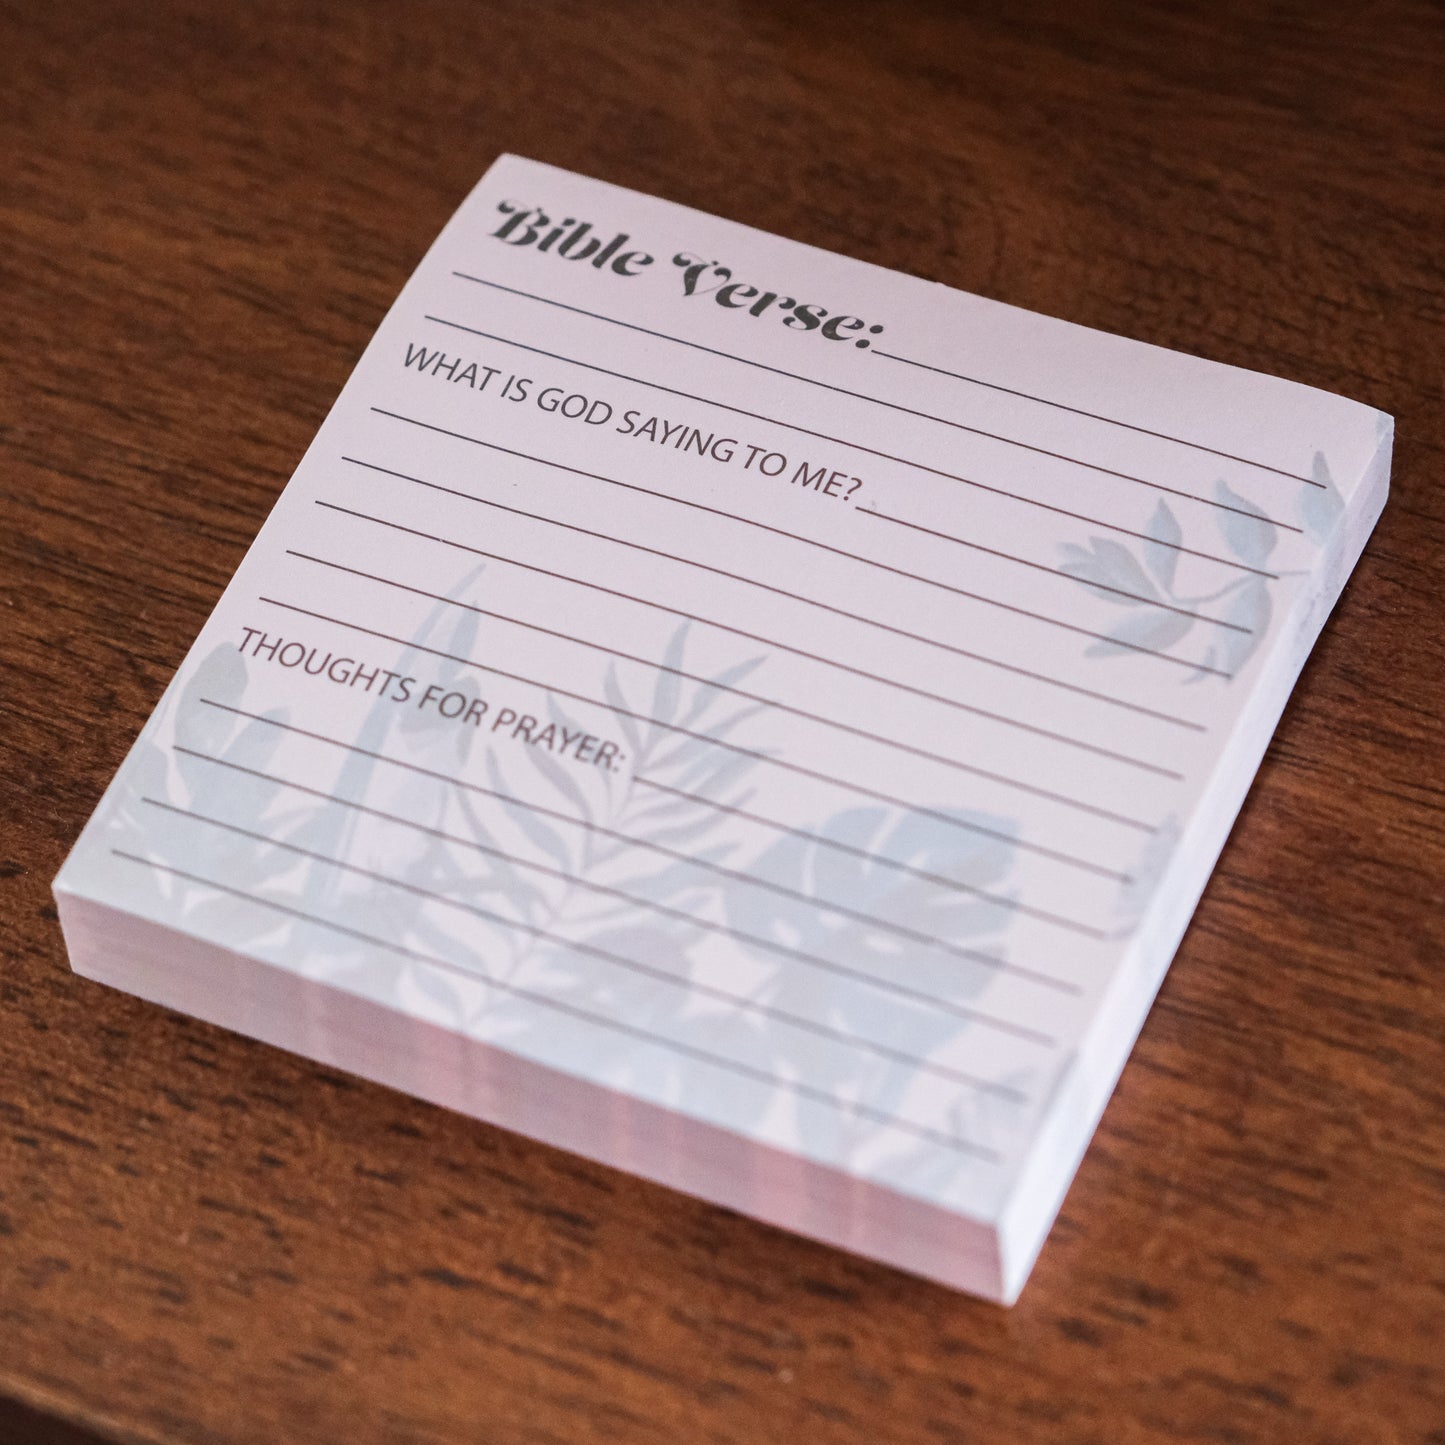 Bible Verse:
WHAT IS GOD SAYING TO ME?
THOUGHTS FOR PRAYER: